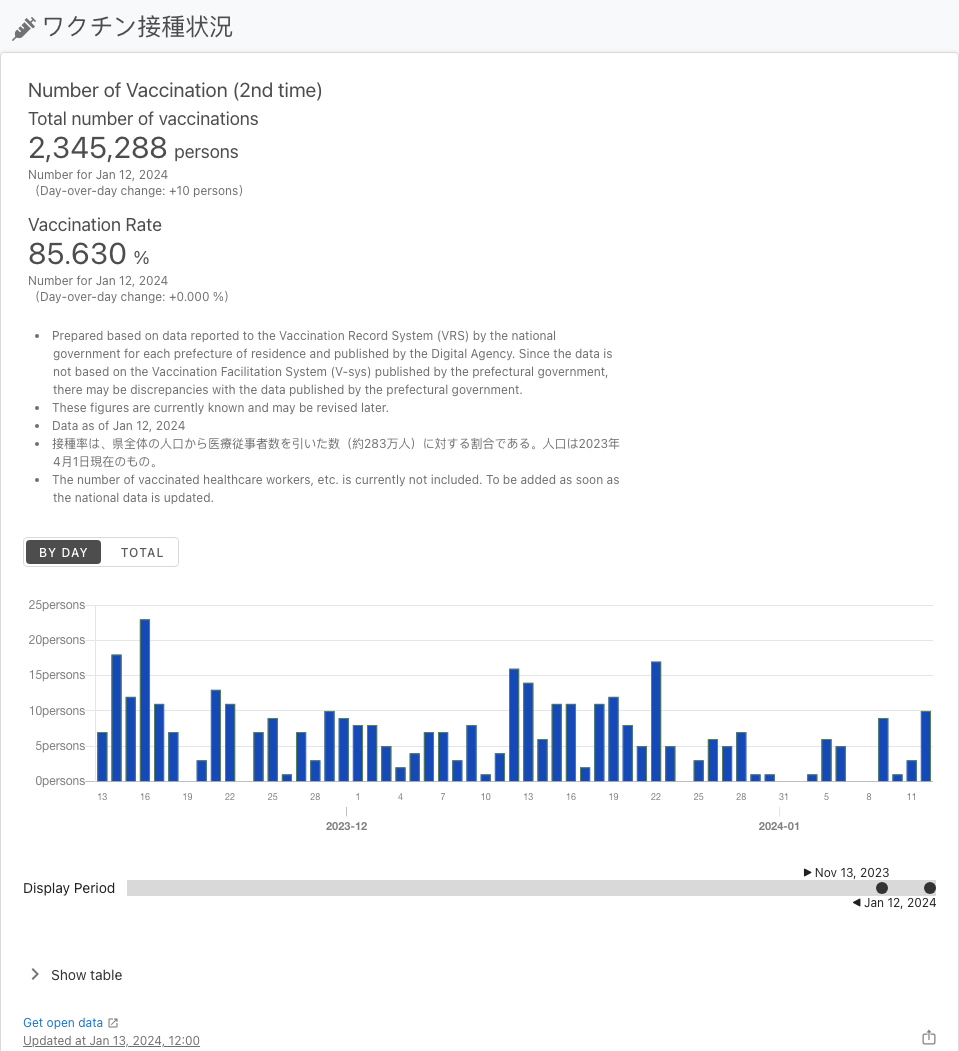 ワクチン接種状況
Number of Vaccination (2nd time)
Total number of vaccinations
2,345,288 persons
Number for Jan 12, 2024
(Day-over-day change: +10 persons)
Vaccination Rate
85.630 %
Number for Jan 12, 2024
(Day-over-day change: +0.000 %)
• Prepared based on data reported to the Vaccination Record System (VRS) by the national
government for each prefecture of residence and published by the Digital Agency. Since the data is
not based on the Vaccination Facilitation System (V-sys) published by the prefectural government,
there may be discrepancies with the data published by the prefectural government.
• These figures are currently known and may be revised later.
• Data as of Jan 12, 2024
• 接種率は、県全体の人口から医療従事者数を引いた数（約283万人）に対する割合である。人口は2023年
4月1日現在のもの。
• The number of vaccinated healthcare workers, etc. is currently not included. To be added as soon as
the national data is updated.
BY DAY TOTAL
25persons
20persons
15persons
10persons
5persons
0persons
13 16 19 22 25 28 1 4 7 10 13 16 19 22 25 28 31 5 8 11
2023-12 2024-01
Nov 13, 2023
Display Period
Jan 12, 2024
Show table
Get open data
Updated at Jan 13, 2024, 12:00